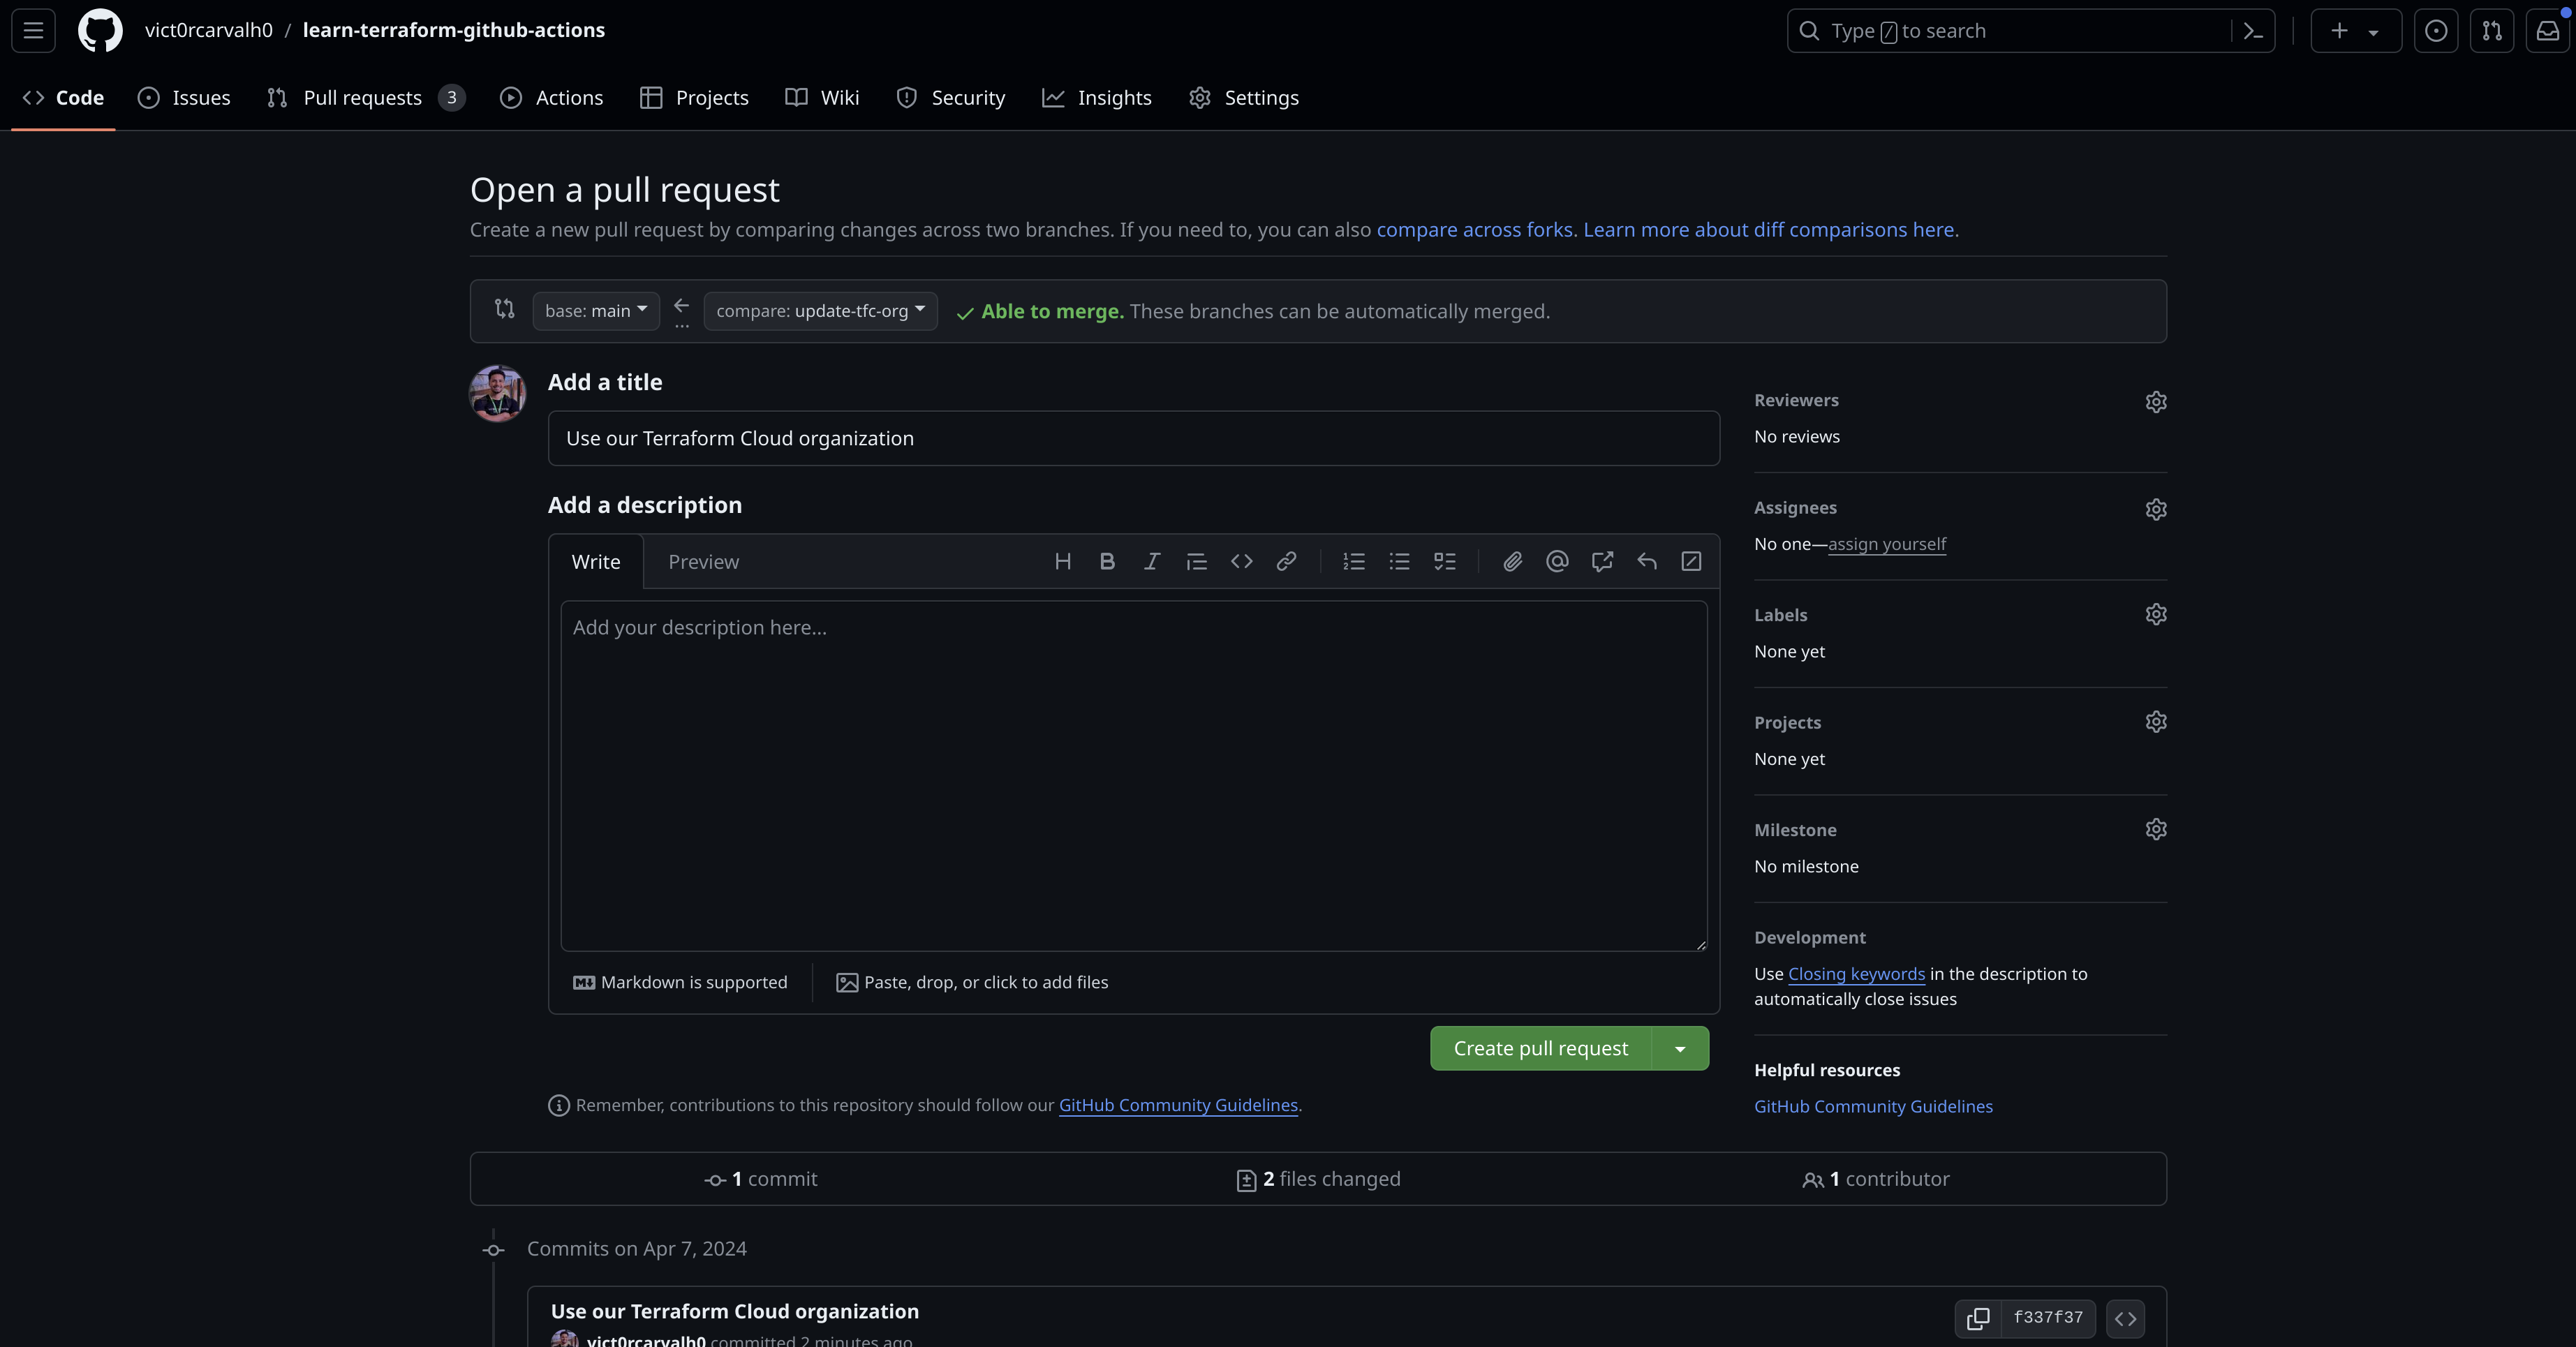 vict0rcarvalh0 / learn-terraform-github-actions
Type / to search
Code Issues Pull requests 3 Actions Projects Wiki Security Insights Settings
Open a pull request
Create a new pull request by comparing changes across two branches. If you need to, you can also compare across forks. Learn more about diff comparisons here.
base: main compare: update-tfc-org Able to merge. These branches can be automatically merged.
Add a title
Use our Terraform Cloud organization
Add a description
Write Preview
Add your description here...
Markdown is supported Paste, drop, or click to add files
Create pull request
Remember, contributions to this repository should follow our GitHub Community Guidelines.
Reviewers
No reviews
Assignees
No one—assign yourself
Labels
None yet
Projects
None yet
Milestone
No milestone
Development
Use Closing keywords in the description to
automatically close issues
Helpful resources
GitHub Community Guidelines
1 commit 2 files changed 1 contributor
Commits on Apr 7, 2024
Use our Terraform Cloud organization
f337f37
vict0rcarvalh0 committed 2 minutes ago